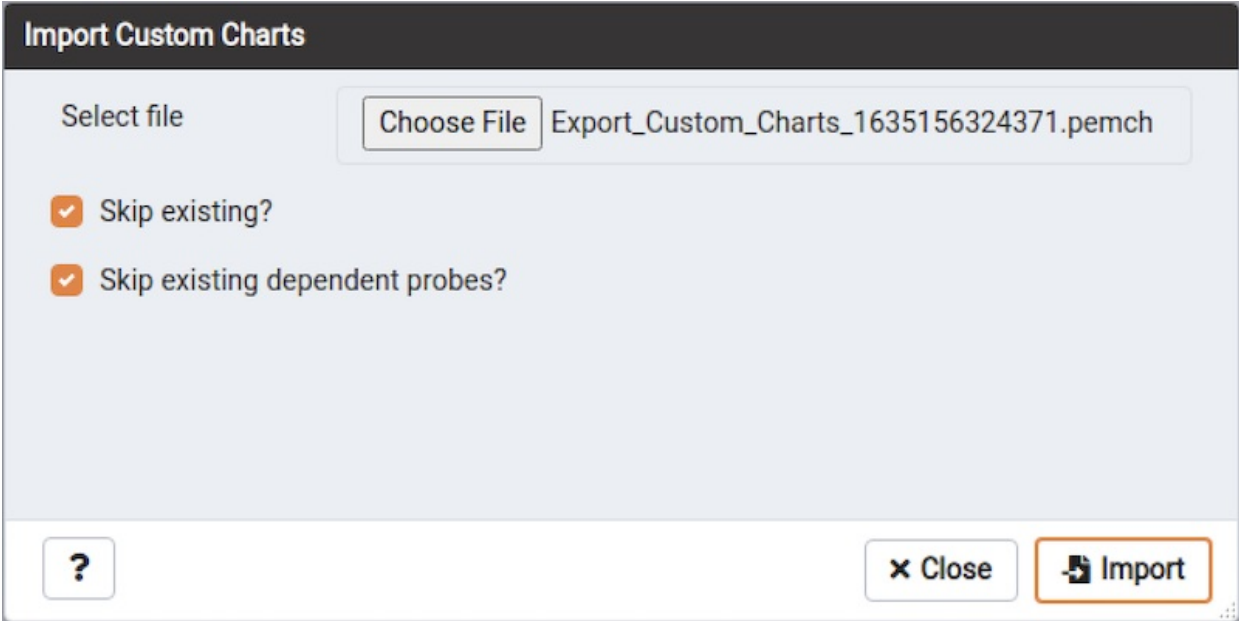 Import Custom Charts
Select file
Choose File Export_Custom_Charts_1635156324371.pemch
Skip existing?
Skip existing dependent probes?
? Close Import